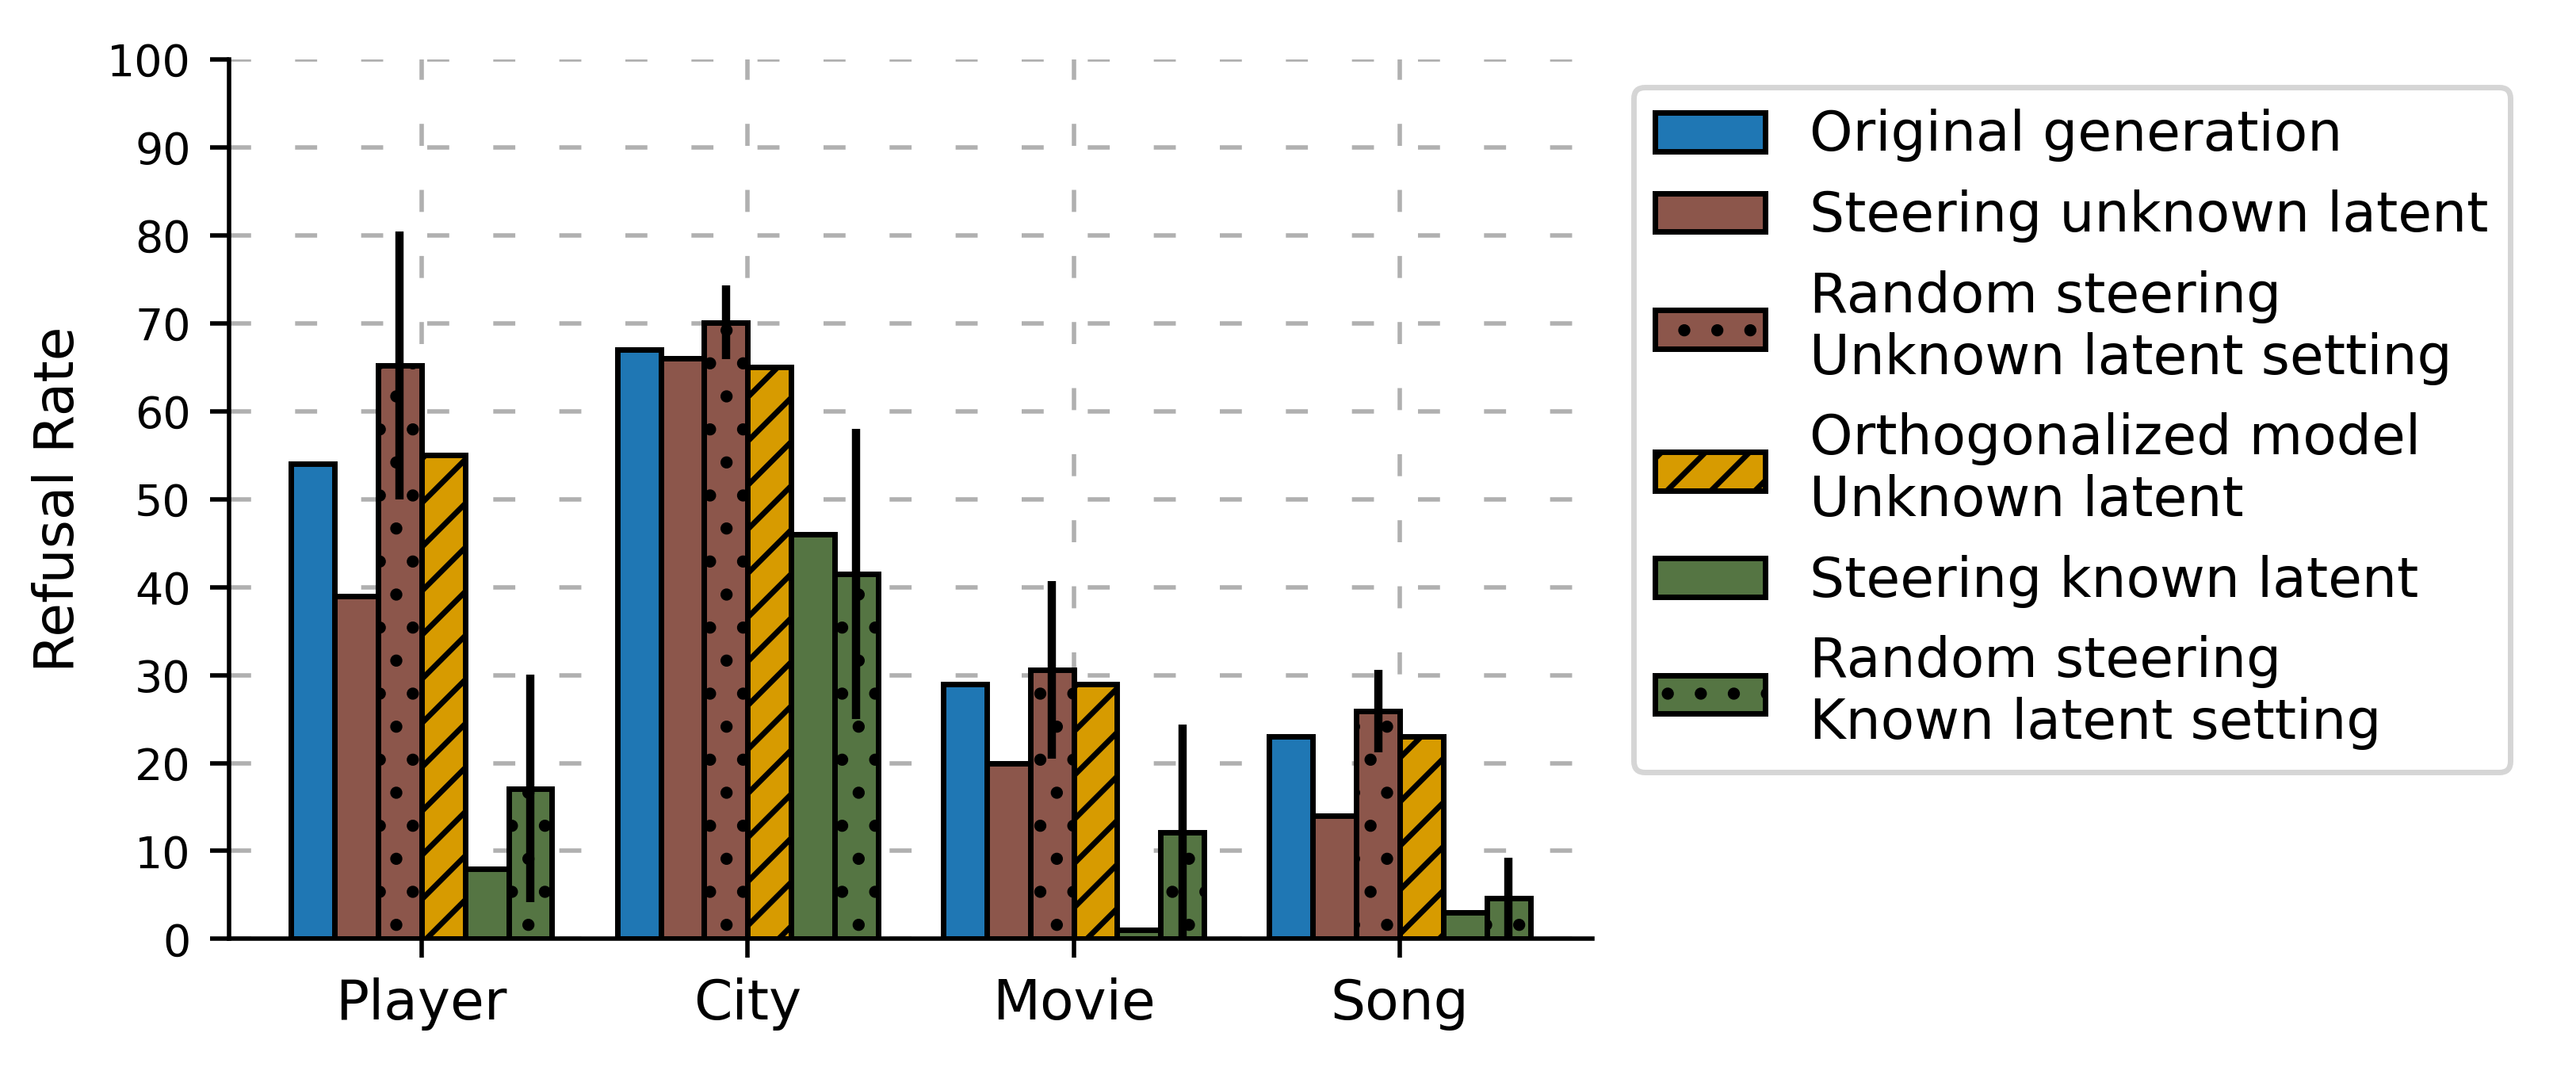 100
90
80
70
60
50
40
30
20
10
0
Refusal Rate
Player
City
Movie
Song
Original generation
Steering unknown latent
Random steering
Unknown latent setting
Orthogonalized model
Unknown latent
Steering known latent
Random steering
Known latent setting